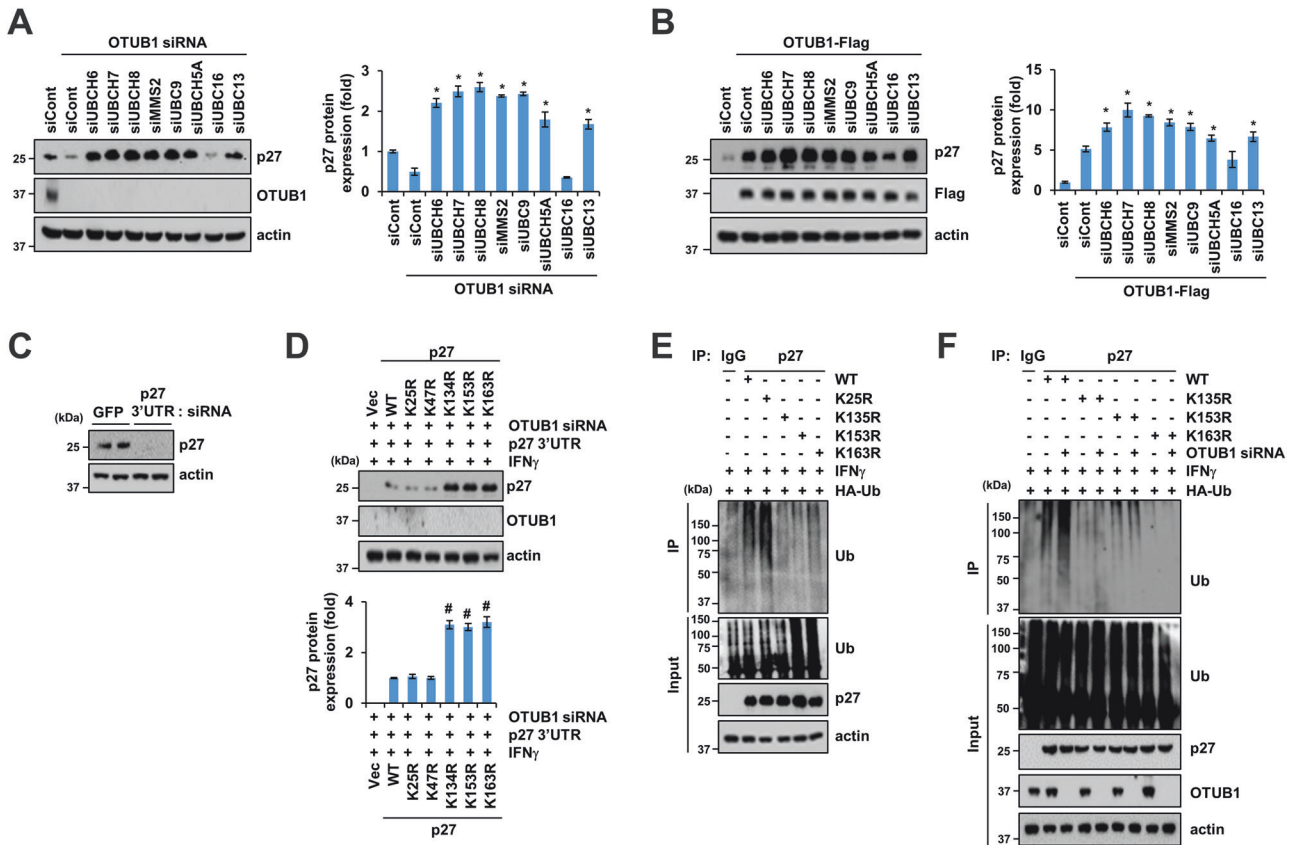 A
OTUB1 siRNA
siCont
siCont
siUBCH6
siUBCH7
siUBCH8
siMMS2
siUBC9
siUBCH5A
siUBC16
siUBC13
25
p27
37
OTUB1
37
actin
p27 protein
expression (fold)
3
2
1
0
* * * * * * *
siCont
siCont
siUBCH6
siUBCH7
siUBCH8
siMMS2
siUBC9
siUBCH5A
siUBC16
siUBC13
OTUB1 siRNA
B
OTUB1-Flag
siCont
siCont
siUBCH6
siUBCH7
siUBCH8
siMMS2
siUBC9
siUBCH5A
siUBC16
siUBC13
25
p27
37
Flag
37
actin
p27 protein
expression (fold)
15
10
5
0
* * * * * * *
siCont
siCont
siUBCH6
siUBCH7
siUBCH8
siMMS2
siUBC9
siUBCH5A
siUBC16
siUBC13
OTUB1-Flag
C
p27
(kDa) GFP 3'UTR : siRNA
25
p27
37
actin
D
p27
Vec
WT
K25R
K47R
K134R
K153R
K163R
+ + + + + + + OTUB1 siRNA
+ + + + + + + p27 3'UTR
(kDa) + + + + + + + IFNγ
25
p27
37
OTUB1
37
actin
p27 protein
expression (fold)
4
2
0
# # #
+ + + + + + + OTUB1 siRNA
+ + + + + + + p27 3'UTR
+ + + + + + + IFNγ
Vec
WT
K25R
K47R
K134R
K153R
K163R
p27
E
IP: IgG p27
- + - - - - WT
- - + - - - K25R
- - - + - - K135R
- - - - + - K153R
- - - - - + K163R
+ + + + + + IFNγ
(kDa) + + + + + + HA-Ub
IP
150
100
75
50
37
Ub
Input
150
100
75
50
Ub
25
p27
37
actin
F
IP: IgG p27
- + + - - - - - - WT
- - - + + - - - - K135R
- - - - - + + - - K153R
- - - - - - - + + K163R
- - + - + - + - + OTUB1 siRNA
+ + + + + + + + + IFNγ
(kDa) + + + + + + + + + HA-Ub
IP
150
100
75
50
37
Ub
Input
150
100
75
50
Ub
25
p27
37
OTUB1
37
actin